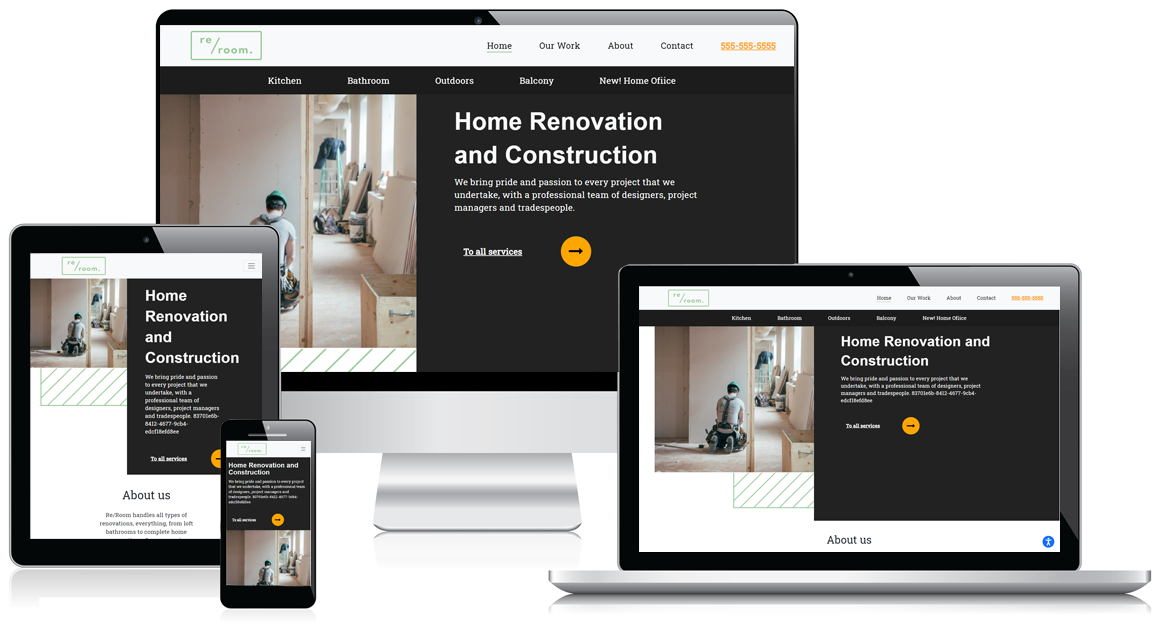 re/room.
Home Our Work About Contact 555-555-5555
Kitchen Bathroom Outdoors Balcony New! Home Ofiice
Home Renovation
and Construction
We bring pride and passion to every project that we
undertake, with a professional team of designers, project
managers and tradespeople.
To all services
re/room.
Home
Renovation
and
Construction
We bring pride and passion
to every project that we
undertake, with a
professional team of
designers, project managers
and tradespeople. 83701e6b-
8412-4677-9cb4-
edcf18efd8ee
To all services
About us
Re/Room handles all types of
renovations, everything, from loft
bathrooms to complete home
re/room.
Home Renovation and
Construction
We bring pride and passion to every project
that we undertake, with a professional team
of designers, project managers and
tradespeople. 83701e6b-8412-4677-9cb4-
edcf18efd8ee
To all services
re/room.
Home Our Work About Contact 555-555-5555
Kitchen Bathroom Outdoors Balcony New! Home Ofiice
Home Renovation and
Construction
We bring pride and passion to every project that we
undertake, with a professional team of designers, project
managers and tradespeople. 83701e6b-8412-4677-9cb4-
edcf18efd8ee
To all services
About us